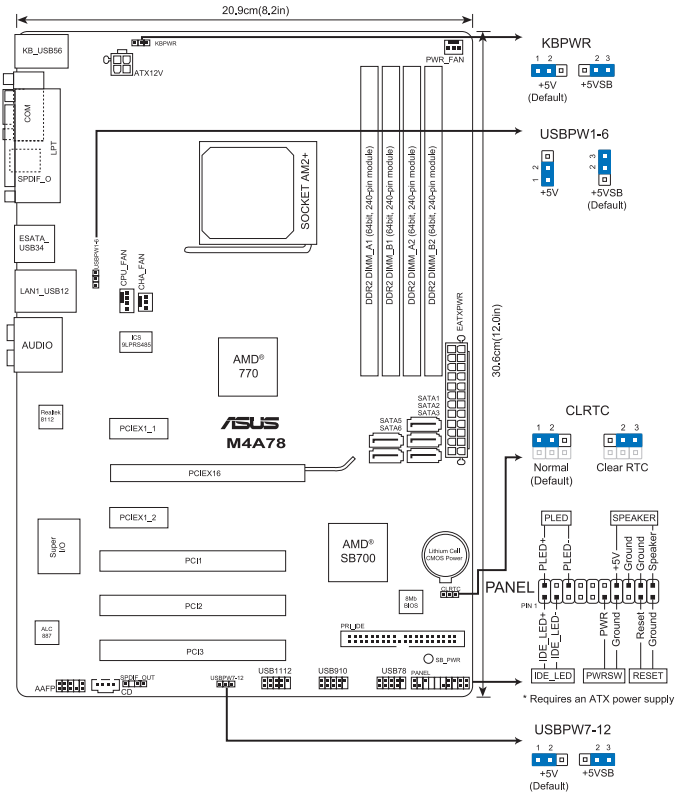 20.9cm(8.2in)
KB_USB56
KBPWR
ATX12V
PWR_FAN
COM
LPT
SPDIF_O
SOCKET AM2+
DDR2 DIMM_A1 (64bit, 240-pin module)
DDR2 DIMM_B1 (64bit, 240-pin module)
DDR2 DIMM_A2 (64bit, 240-pin module)
DDR2 DIMM_B2 (64bit, 240-pin module)
ESATA_
USB34
USBPW1-6
CPU_FAN
CHA_FAN
LAN1_USB12
EATXPWR
30.6cm(12.0in)
AUDIO
ICS
9LPRS485
AMD®
770
SATA1
SATA2
SATA3
SATA5
SATA6
Realtek
8112
PCIEX1_1
ASUS
M4A78
PCIEX16
PCIEX1_2
Super
I/O
AMD®
SB700
Lithium Cell
CMOS Power
CLRTC
PCI1
8Mb
BIOS
PCI2
PRI_IDE
ALC
887
PCI3
SB_PWR
AAFP
CD
SPDIF_OUT
USBPW7-12
USB1112
USB910
USB78
PANEL
KBPWR
1 2
2 3
+5V
(Default)
+5VSB
USBPW1-6
1 2
2 3
+5V
+5VSB
(Default)
CLRTC
1 2
2 3
Normal
(Default)
Clear RTC
PLED
SPEAKER
PLED+
PLED-
+5V
Ground
Ground
Speaker-
PANEL
PIN 1
IDE_LED+
IDE_LED-
PWR
Ground
Reset
Ground
IDE_LED
PWRSW
RESET
* Requires an ATX power supply
USBPW7-12
1 2
2 3
+5V
(Default)
+5VSB